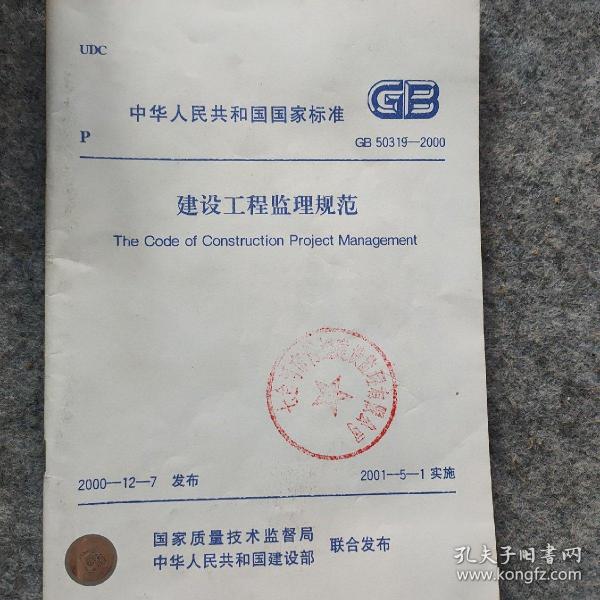 UDC
中华人民共和国国家标准
GB
P
GB 50319—2000
建设工程监理规范
The Code of Construction Project Management
2000—12—7 发布
2001—5—1 实施
国家质量技术监督局
中华人民共和国建设部
联合发布
孔夫子旧书网
www.kongfz.com